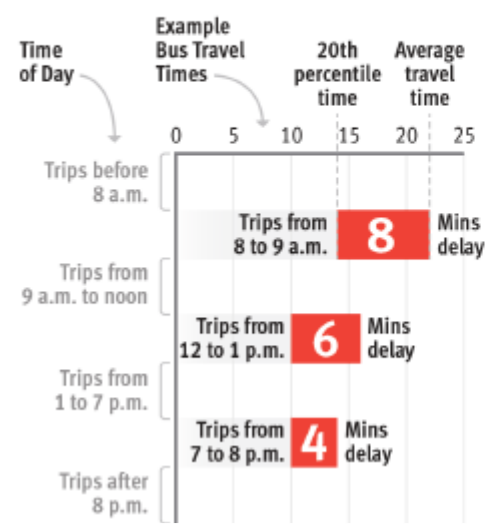 Time
of Day
Example
Bus Travel
Times
20th
percentile
time
Average
travel
time
0 5 10 15 20 25
Trips before
8 a.m.
Trips from
8 to 9 a.m.
8
Mins
delay
Trips from
9 a.m. to noon
Trips from
12 to 1 p.m.
6
Mins
delay
Trips from
1 to 7 p.m.
Trips from
7 to 8 p.m.
4
Mins
delay
Trips after
8 p.m.